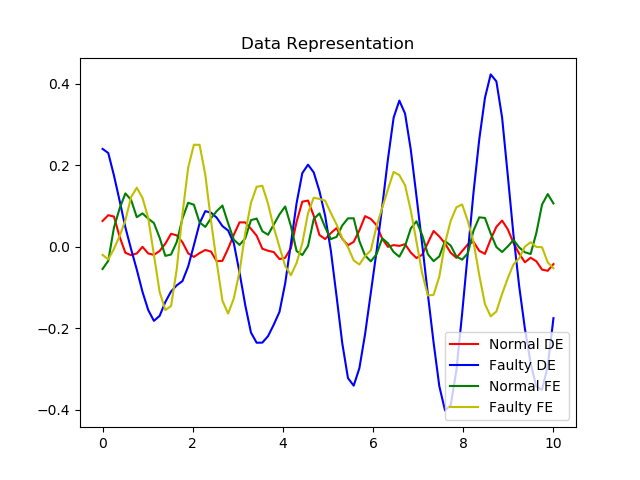 Data Representation
0.4
0.2
0.0
−0.2
−0.4
0 2 4 6 8 10
Normal DE
Faulty DE
Normal FE
Faulty FE